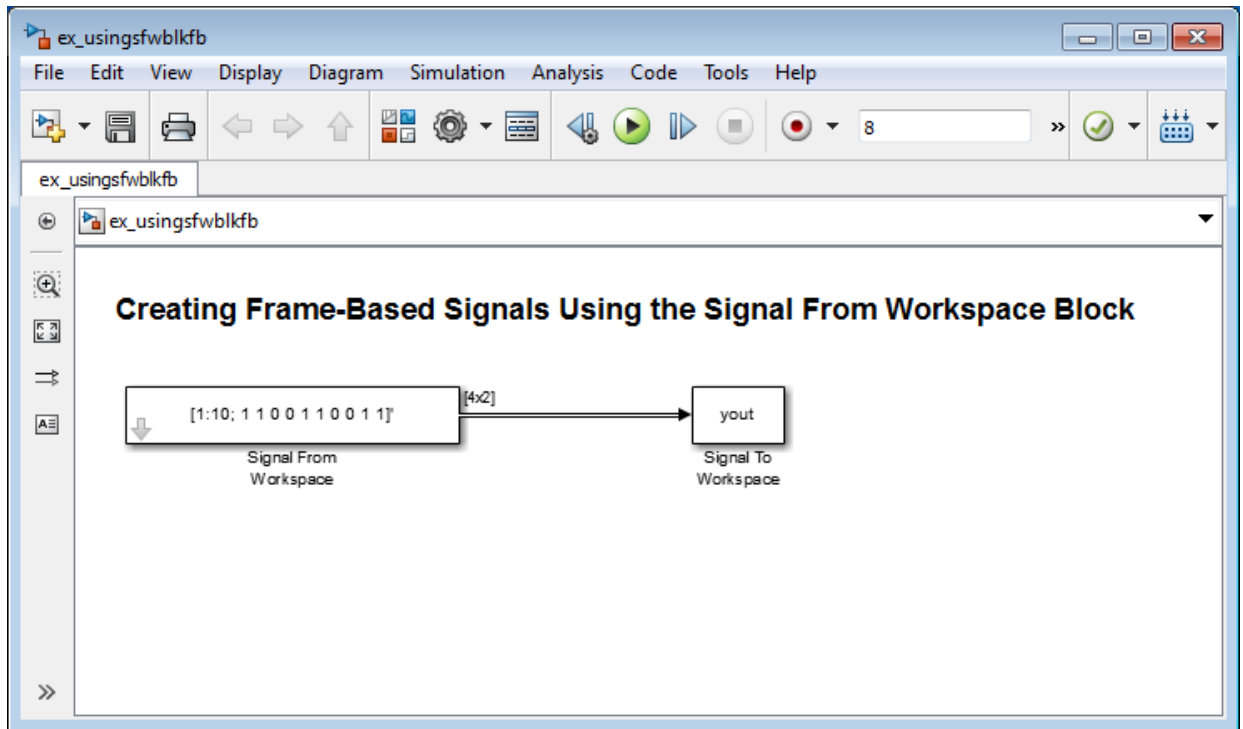 ex_usingsfwblkfb
File Edit View Display Diagram Simulation Analysis Code Tools Help
8 »
ex_usingsfwblkfb
ex_usingsfwblkfb
Creating Frame-Based Signals Using the Signal From Workspace Block
[1:10; 1 1 0 0 1 1 0 0 1 1]'
[4x2]
yout
Signal From
Workspace
Signal To
Workspace
A
»